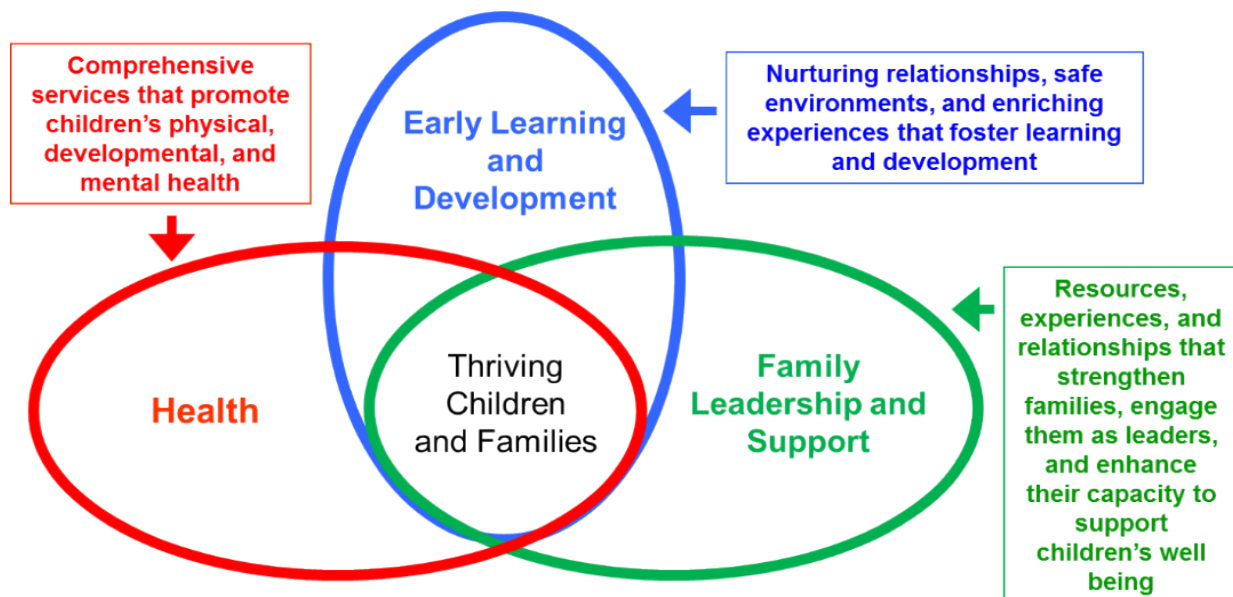 Comprehensive
services that promote
children’s physical,
developmental, and
mental health
Early Learning
and
Development
Nurturing relationships, safe
environments, and enriching
experiences that foster learning
and development
Health
Thriving
Children
and Families
Family
Leadership and
Support
Resources,
experiences, and
relationships that
strengthen
families, engage
them as leaders,
and enhance
their capacity to
support
children’s well
being